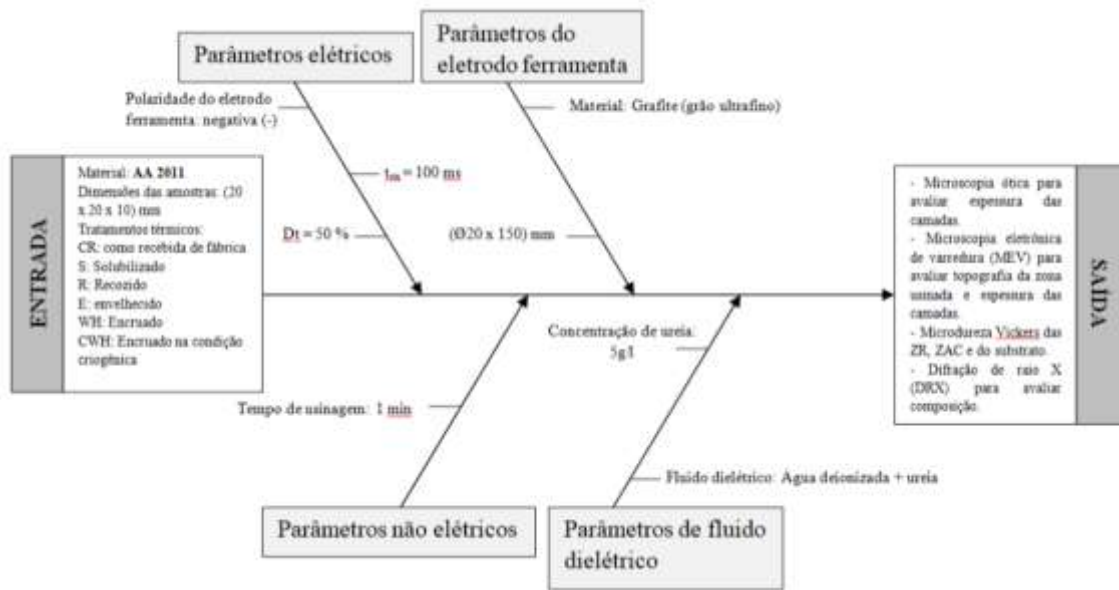 Parâmetros elétricos
Parâmetros do
eletrodo ferramenta
Polaridade do eletrodo
ferramenta: negativa (-)
Material: Grafite (grão ultrafino)
ENTRADA
Material: AA 2011
Dimensões das amostras: (20
x 20 x 10) mm
Tratamentos térmicos:
CR: como recebida de fábrica
S: Solubilizado
R: Recozido
E: envelhecido
WH: Encruado
CWH: Encruado na condição
criogênica
= 100 ms
Dt = 50 %
(Ø20 x 150) mm
- Microscopia ótica para
avaliar espessura das
camadas.
- Microscopia eletrônica
de varredura (MEV) para
avaliar topografia da zona
usinada e espessura das
camadas.
- Microdureza Vickers das
ZR, ZAC e do substrato.
- Difração de raio X
(DRX) para avaliar
composição.
SAÍDA
Concentração de ureia:
5g/l
Tempo de usinagem: 1 min
Fluido dielétrico: Água deionizada + ureia
Parâmetros não elétricos
Parâmetros de fluido
dielétrico